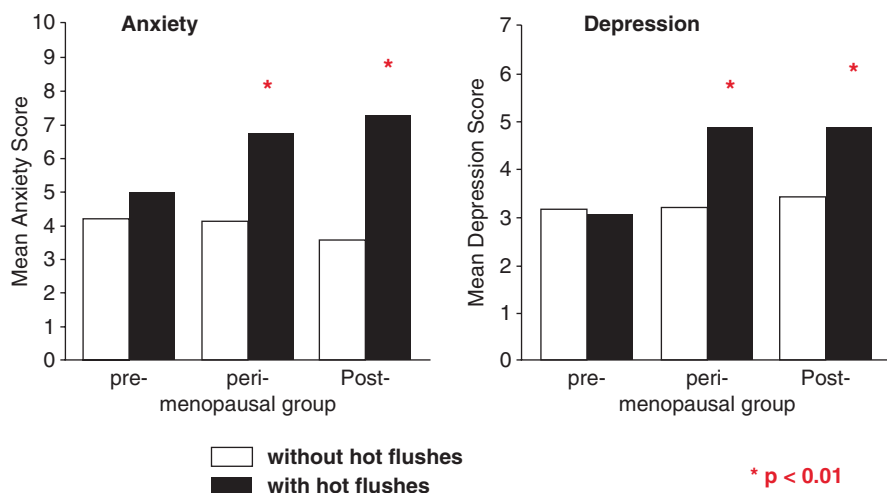 Anxiety
Mean Anxiety Score
10
9
8
7
6
5
4
3
2
1
0
*
*
pre-
peri-
Post-
menopausal group
Depression
Mean Depression Score
7
6
5
4
3
2
1
0
*
*
pre-
peri-
Post-
menopausal group
without hot flushes
with hot flushes
* p < 0.01